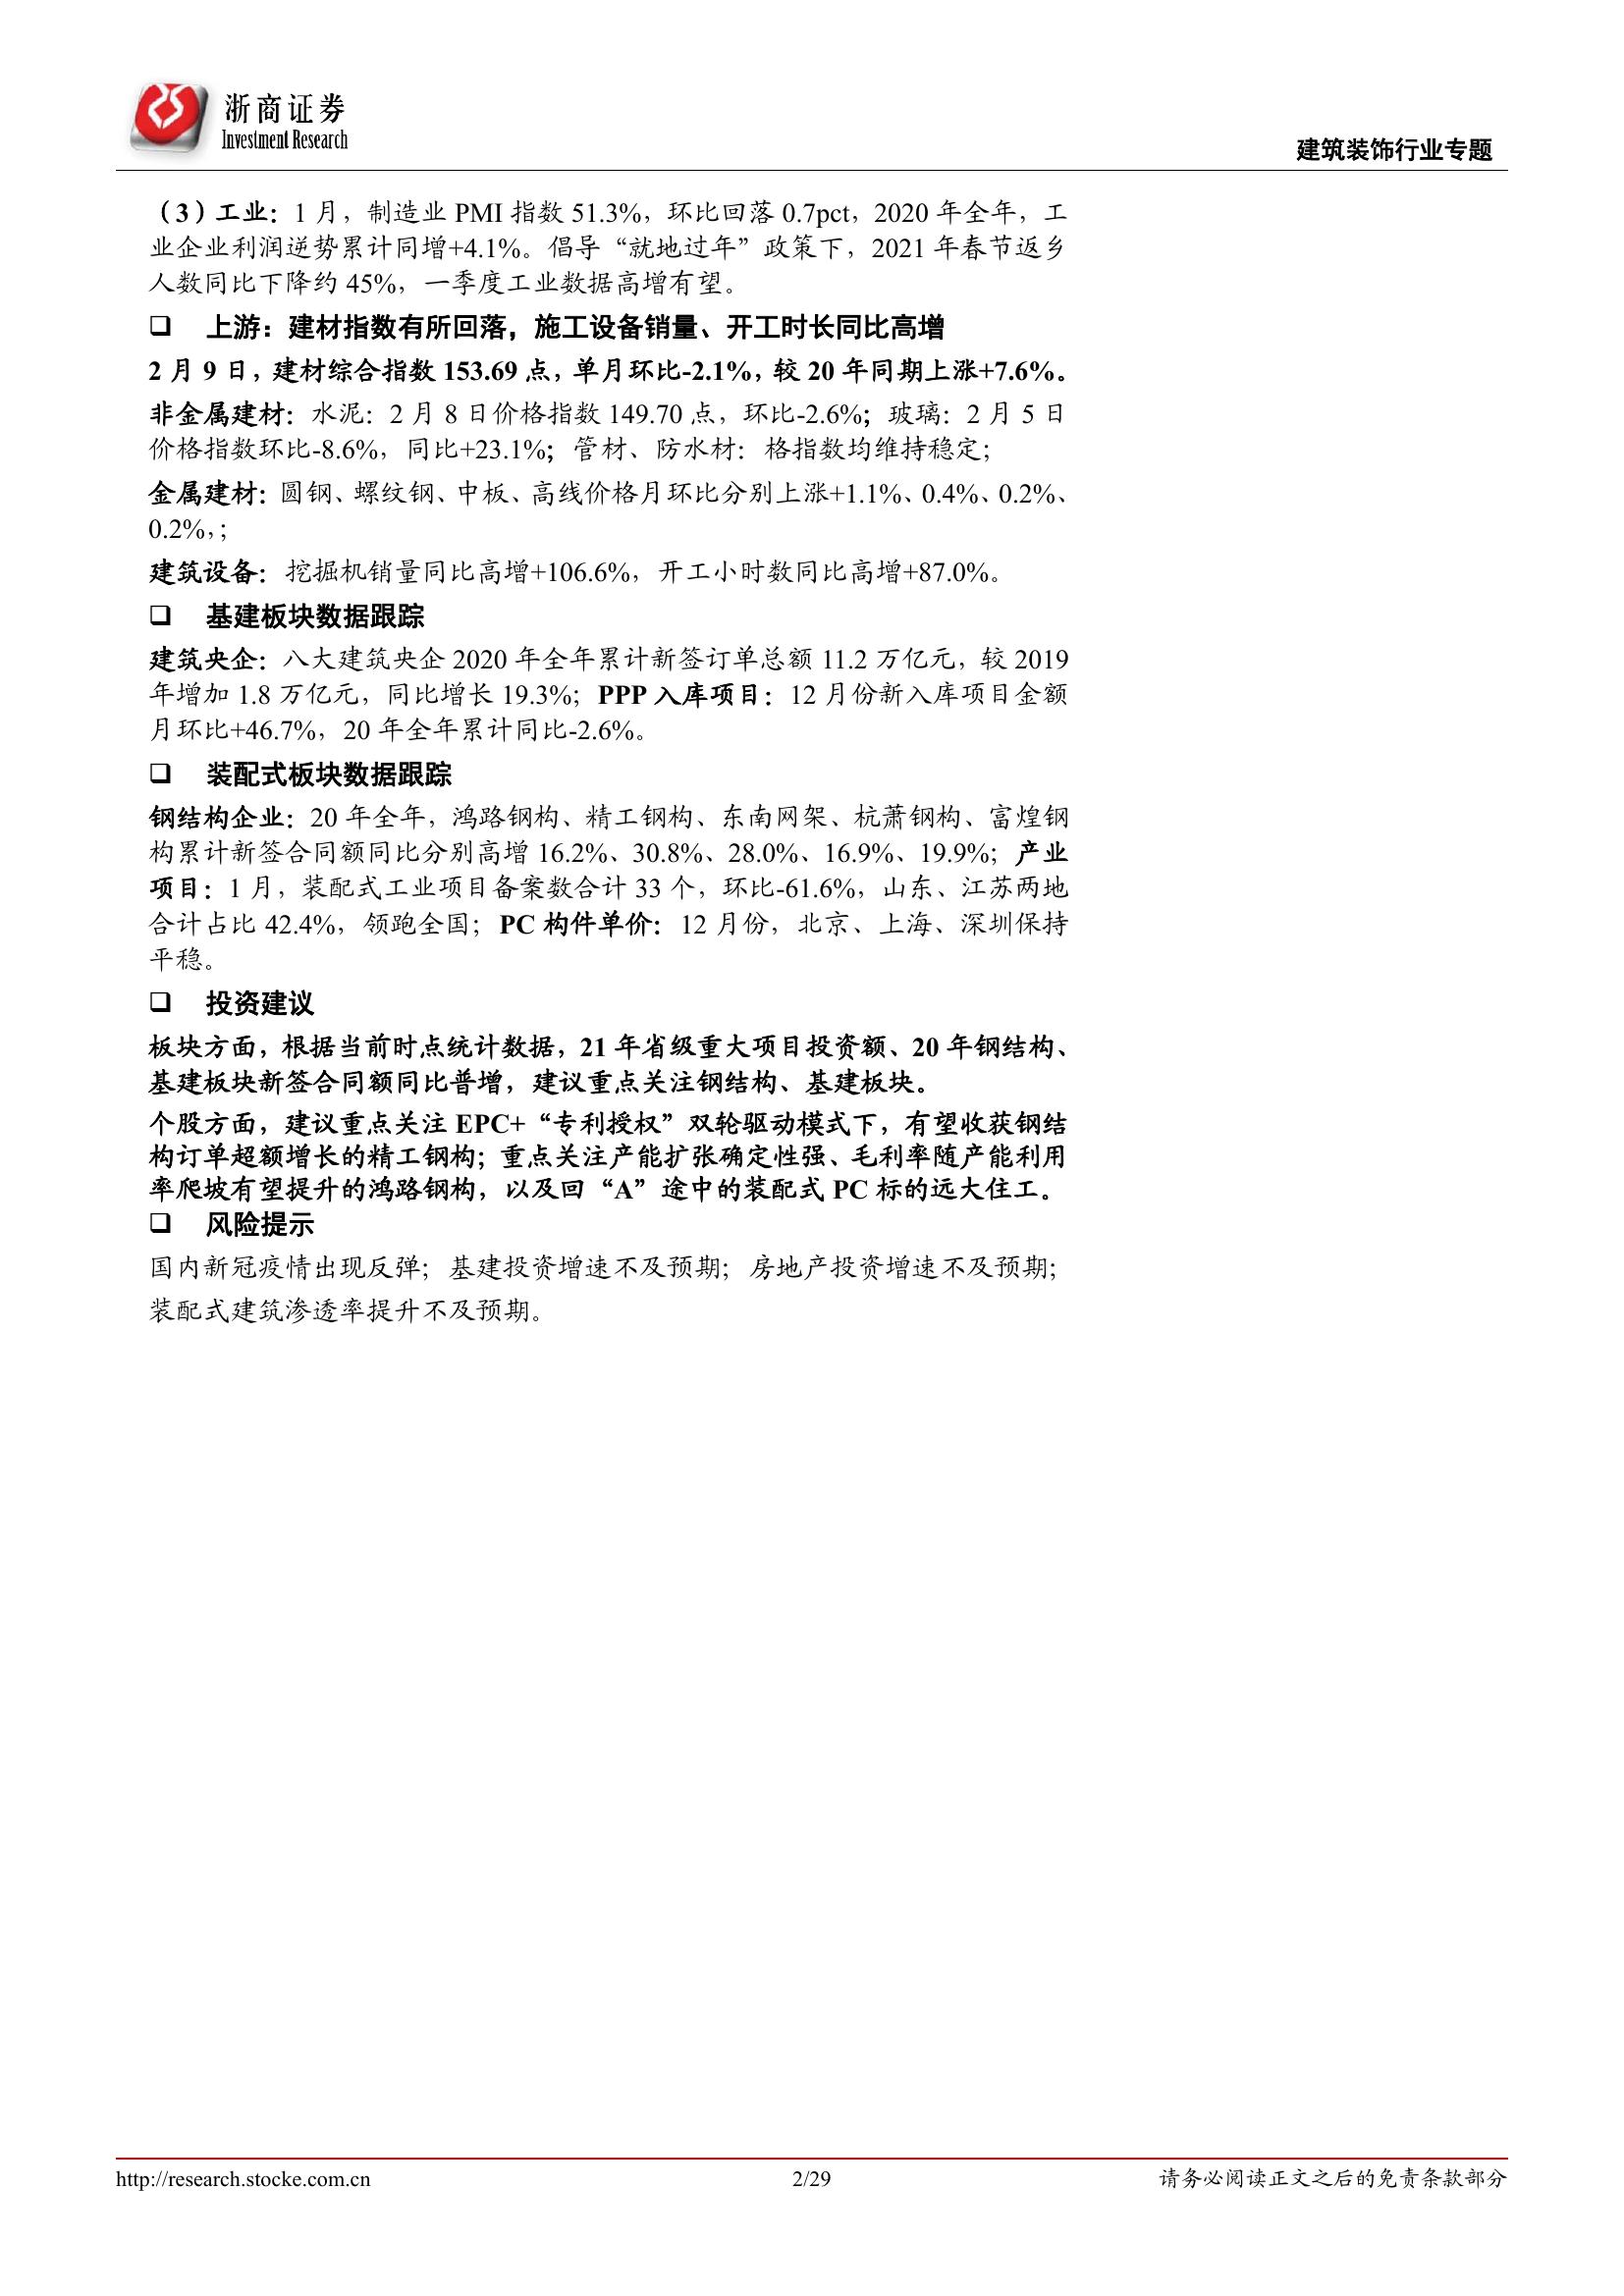 浙商证券
Investment Research
建筑装饰行业专题
（3）工业：1 月，制造业 PMI 指数 51.3%，环比回落 0.7pct，2020 年全年，工
业企业利润逆势累计同增+4.1%。倡导“就地过年”政策下，2021 年春节返乡
人数同比下降约 45%，一季度工业数据高增有望。
❑ 上游：建材指数有所回落，施工设备销量、开工时长同比高增
2 月 9 日，建材综合指数 153.69 点，单月环比-2.1%，较 20 年同期上涨+7.6%。
非金属建材：水泥：2 月 8 日价格指数 149.70 点，环比-2.6%；玻璃：2 月 5 日
价格指数环比-8.6%，同比+23.1%；管材、防水材：格指数均维持稳定；
金属建材：圆钢、螺纹钢、中板、高线价格月环比分别上涨+1.1%、0.4%、0.2%、
0.2%，；
建筑设备：挖掘机销量同比高增+106.6%，开工小时数同比高增+87.0%。
❑ 基建板块数据跟踪
建筑央企：八大建筑央企 2020 年全年累计新签订单总额 11.2 万亿元，较 2019
年增加 1.8 万亿元，同比增长 19.3%；PPP 入库项目：12 月份新入库项目金额
月环比+46.7%，20 年全年累计同比-2.6%。
❑ 装配式板块数据跟踪
钢结构企业：20 年全年，鸿路钢构、精工钢构、东南网架、杭萧钢构、富煌钢
构累计新签合同额同比分别高增 16.2%、30.8%、28.0%、16.9%、19.9%；产业
项目：1 月，装配式工业项目备案数合计 33 个，环比-61.6%，山东、江苏两地
合计占比 42.4%，领跑全国；PC 构件单价：12 月份，北京、上海、深圳保持
平稳。
❑ 投资建议
板块方面，根据当前时点统计数据，21 年省级重大项目投资额、20 年钢结构、
基建板块新签合同额同比普增，建议重点关注钢结构、基建板块。
个股方面，建议重点关注 EPC+“专利授权”双轮驱动模式下，有望收获钢结
构订单超额增长的精工钢构；重点关注产能扩张确定性强、毛利率随产能利用
率爬坡有望提升的鸿路钢构，以及回“A”途中的装配式 PC 标的远大住工。
❑ 风险提示
国内新冠疫情出现反弹；基建投资增速不及预期；房地产投资增速不及预期；
装配式建筑渗透率提升不及预期。
http://research.stocke.com.cn
2/29
请务必阅读正文之后的免责条款部分